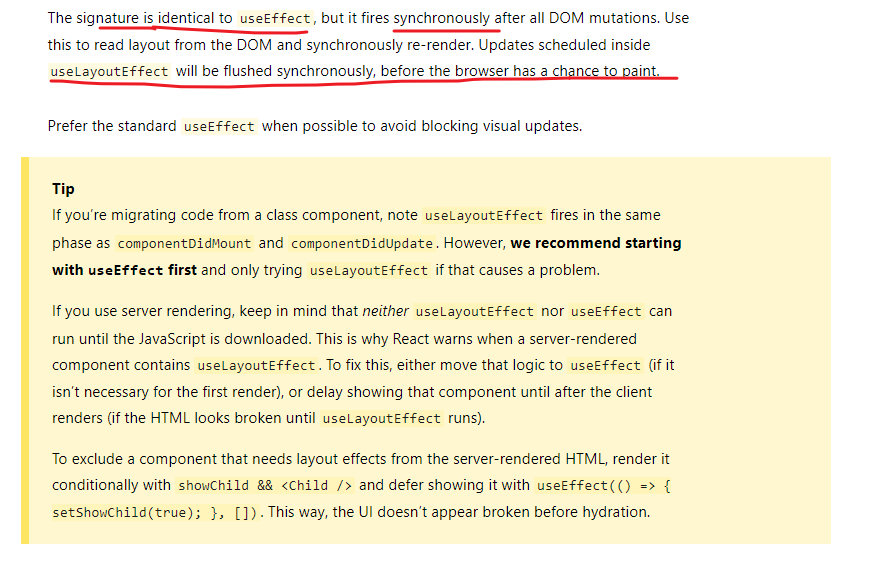 The signature is identical to useEffect, but it fires synchronously after all DOM mutations. Use
this to read layout from the DOM and synchronously re-render. Updates scheduled inside
useLayoutEffect will be flushed synchronously, before the browser has a chance to paint.
Prefer the standard useEffect when possible to avoid blocking visual updates.
Tip
If you’re migrating code from a class component, note useLayoutEffect fires in the same
phase as componentDidMount and componentDidUpdate. However, we recommend starting
with useEffect first and only trying useLayoutEffect if that causes a problem.
If you use server rendering, keep in mind that neither useLayoutEffect nor useEffect can
run until the JavaScript is downloaded. This is why React warns when a server-rendered
component contains useLayoutEffect. To fix this, either move that logic to useEffect (if it
isn’t necessary for the first render), or delay showing that component until after the client
renders (if the HTML looks broken until useLayoutEffect runs).
To exclude a component that needs layout effects from the server-rendered HTML, render it
conditionally with showChild && <Child /> and defer showing it with useEffect(() => {
setShowChild(true); }, []). This way, the UI doesn’t appear broken before hydration.